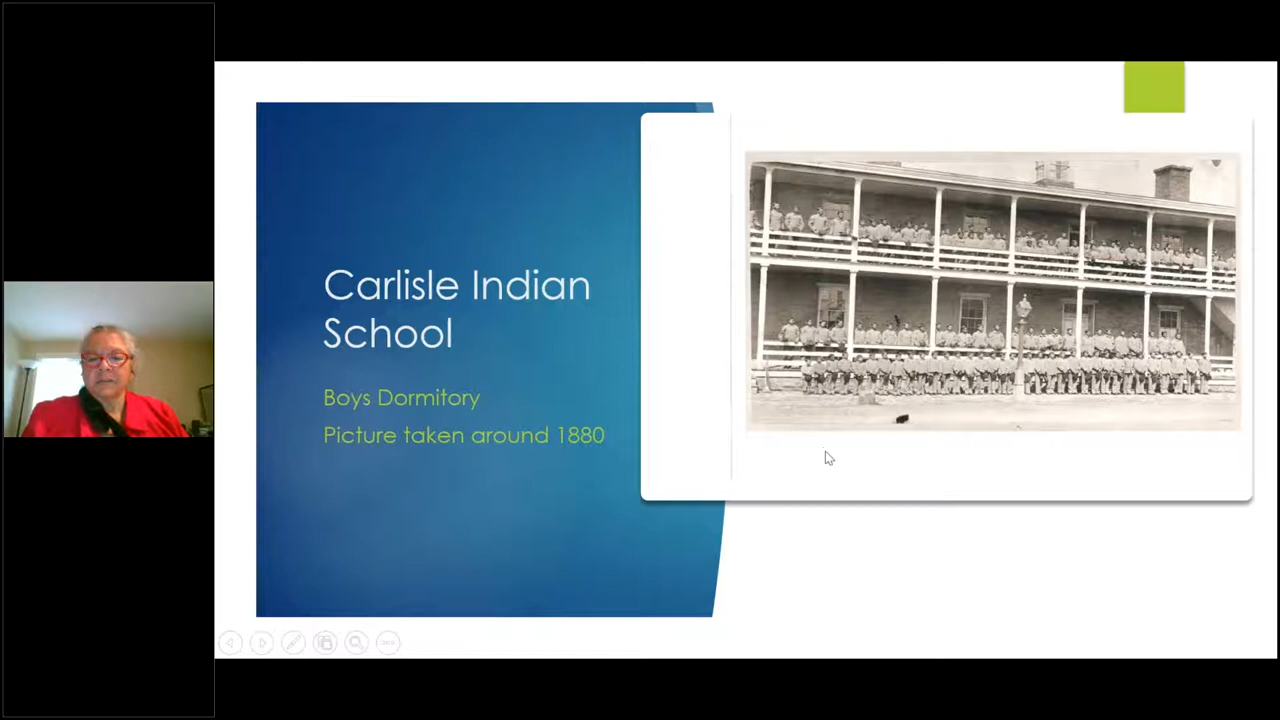 Carlisle Indian
School
Boys Dormitory
Picture taken around 1880